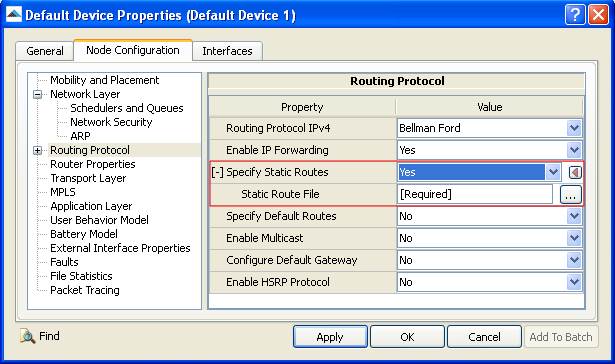 Default Device Properties (Default Device 1)
General Node Configuration Interfaces
Mobility and Placement
Network Layer
Schedulers and Queues
Network Security
ARP
Routing Protocol
Router Properties
Transport Layer
MPLS
Application Layer
User Behavior Model
Battery Model
External Interface Properties
Faults
File Statistics
Packet Tracing
Routing Protocol
Property Value
Routing Protocol IPv4 Bellman Ford
Enable IP Forwarding Yes
[-] Specify Static Routes Yes
Static Route File [Required] ...
Specify Default Routes No
Enable Multicast No
Configure Default Gateway No
Enable HSRP Protocol No
Find Apply OK Cancel Add To Batch